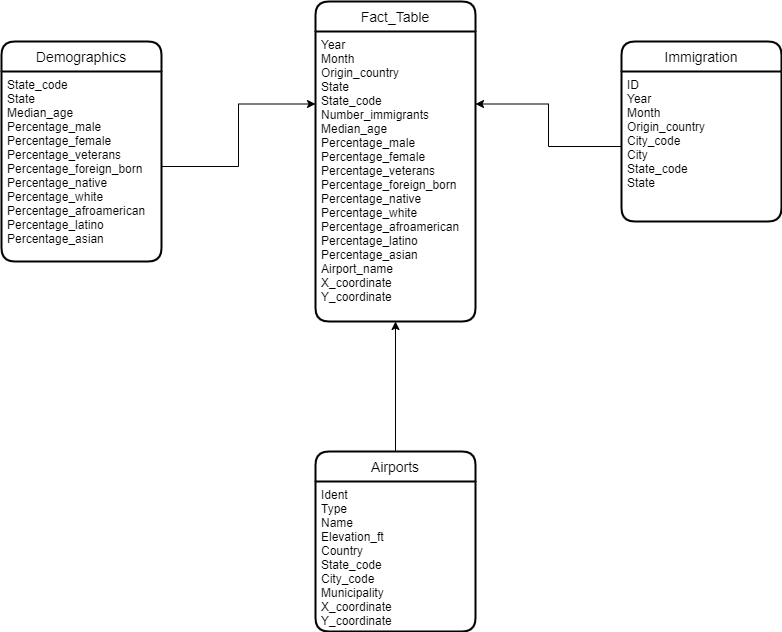 Fact_Table
Year
Month
Origin_country
State
State_code
Number_immigrants
Median_age
Percentage_male
Percentage_female
Percentage_veterans
Percentage_foreign_born
Percentage_native
Percentage_white
Percentage_afroamerican
Percentage_latino
Percentage_asian
Airport_name
X_coordinate
Y_coordinate
Demographics
State_code
State
Median_age
Percentage_male
Percentage_female
Percentage_veterans
Percentage_foreign_born
Percentage_native
Percentage_white
Percentage_afroamerican
Percentage_latino
Percentage_asian
Immigration
ID
Year
Month
Origin_country
City_code
City
State_code
State
Airports
Ident
Type
Name
Elevation_ft
Country
State_code
City_code
Municipality
X_coordinate
Y_coordinate